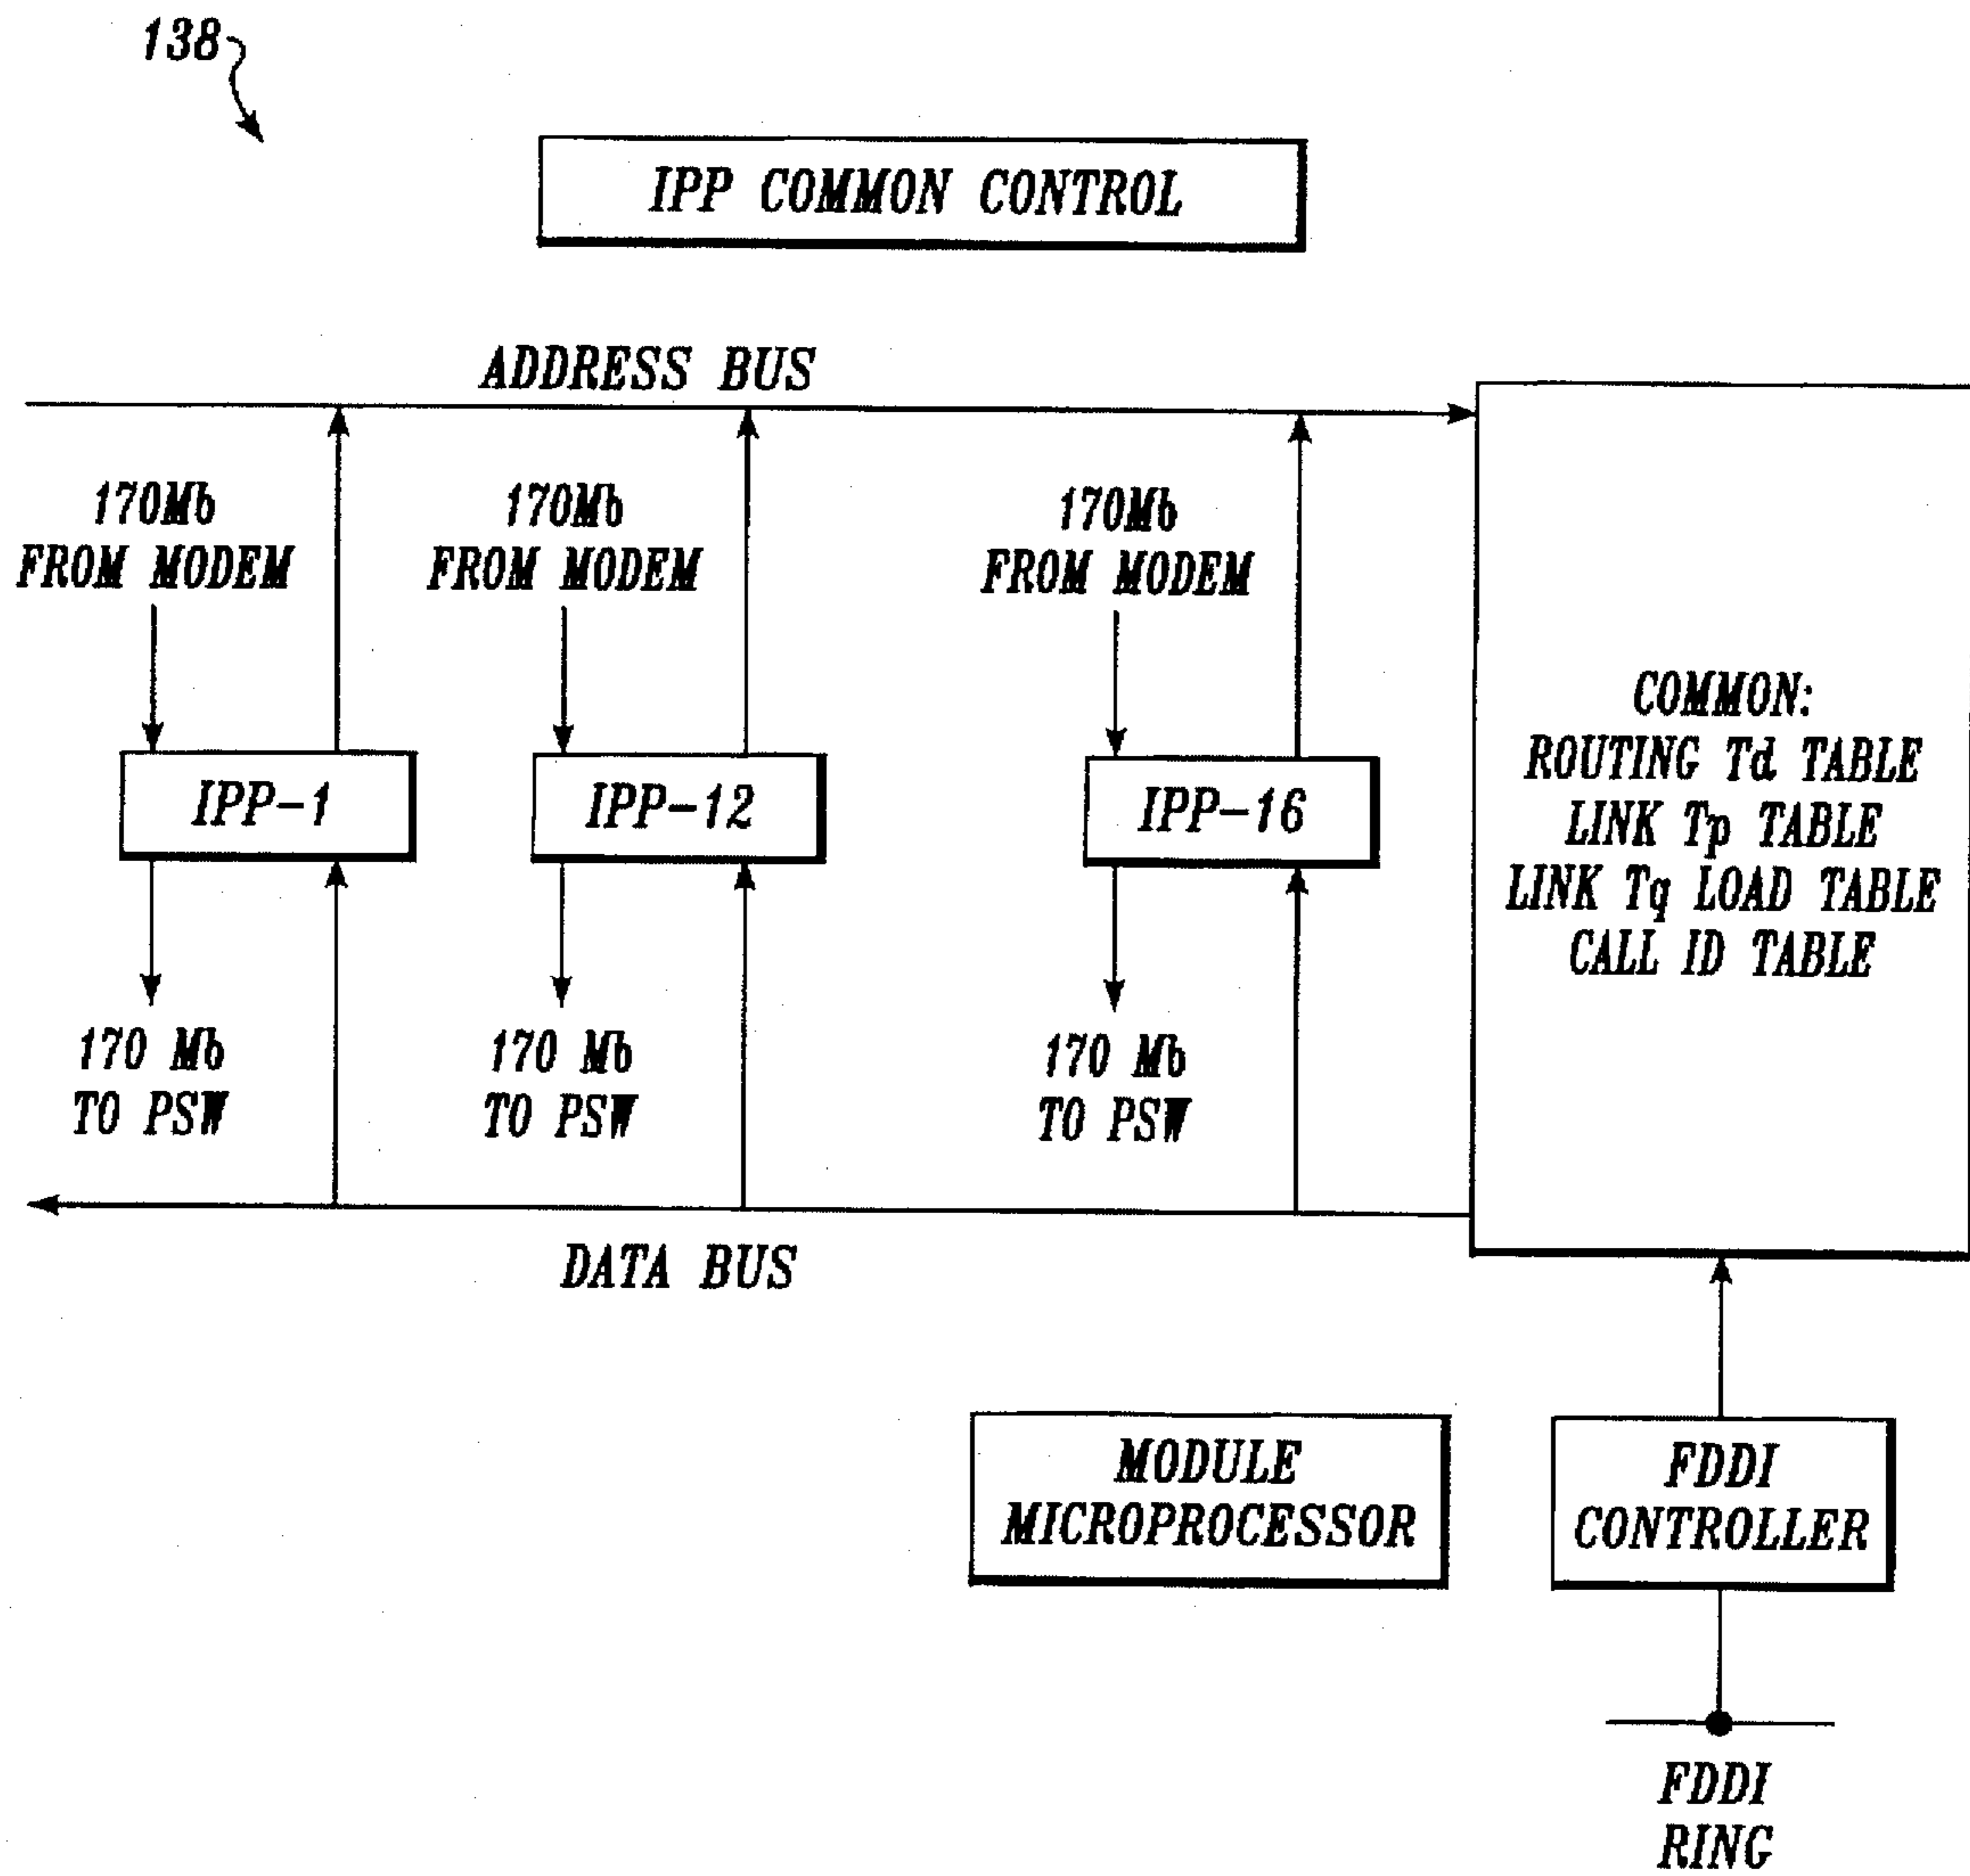 138
IPP COMMON CONTROL
ADDRESS BUS
170Mb
FROM MODEM
170Mb
FROM MODEM
170Mb
FROM MODEM
IPP-1
IPP-12
IPP-16
COMMON:
ROUTING Td TABLE
LINK Tp TABLE
LINK Tq LOAD TABLE
CALL ID TABLE
170 Mb
TO PSW
170 Mb
TO PSW
170 Mb
TO PSW
DATA BUS
MODULE
MICROPROCESSOR
FDDI
CONTROLLER
FDDI
RING